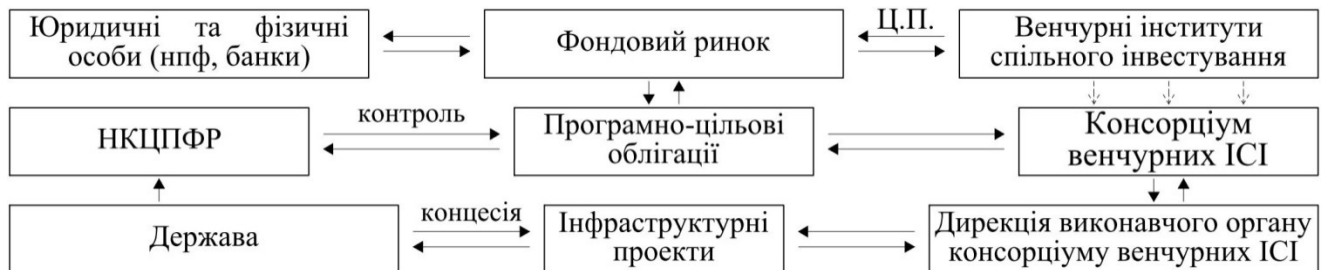 Юридичні та фізичні
особи (нпф, банки)
Фондовий ринок
Ц.П.
Венчурні інститути
спільного інвестування
НКЦПФР
контроль
Програмно-цільові
облігації
Консорціум
венчурних ІСІ
Держава
концесія
Інфраструктурні
проекти
Дирекція виконавчого органу
консорціуму венчурних ІСІ